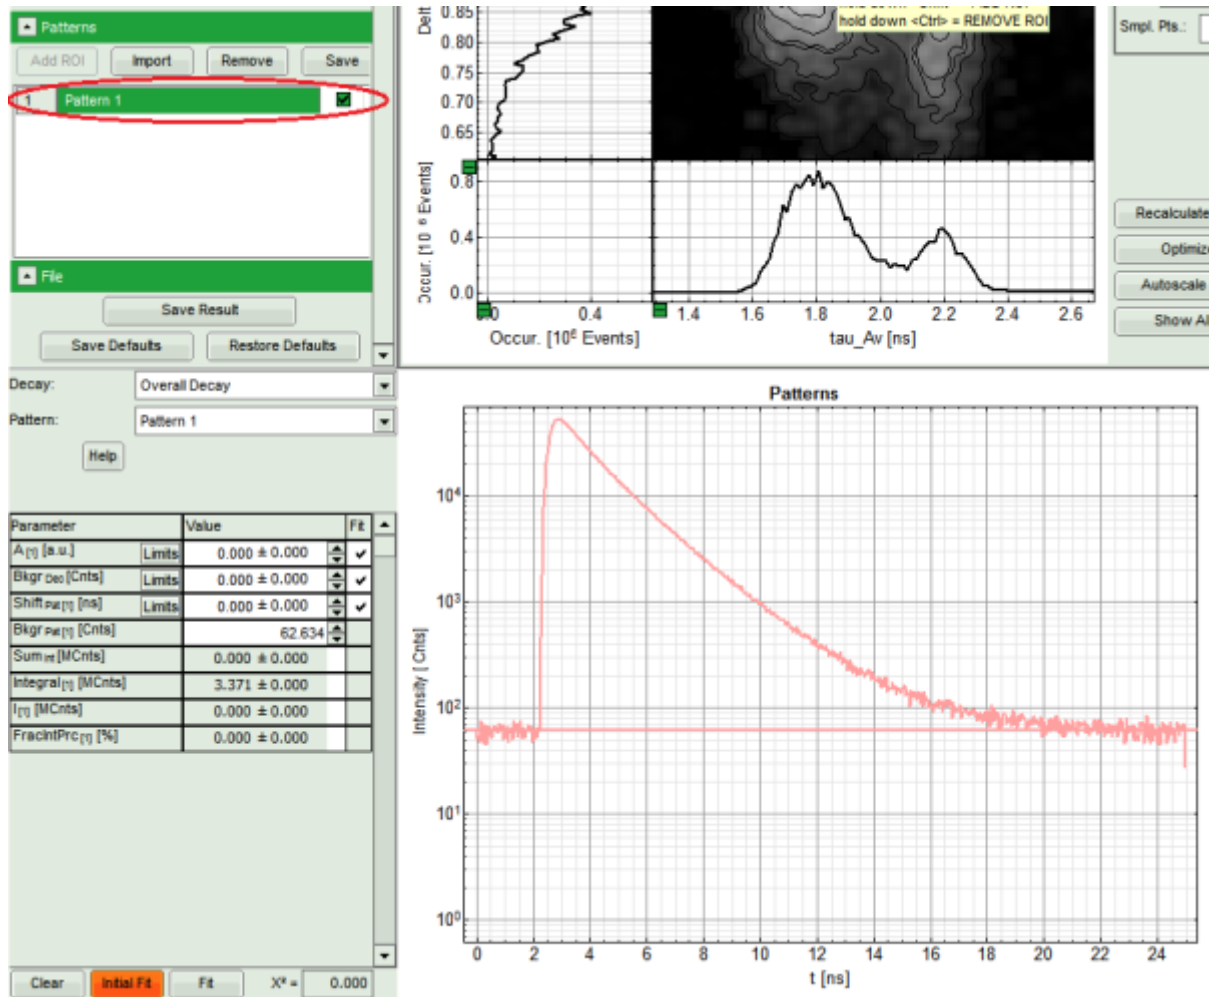 Patterns
Add ROI Import Remove Save
1 Pattern 1
File
Save Result
Save Defaults Restore Defaults
Decay: Overall Decay
Pattern: Pattern 1
Help
Parameter Value Fit
A [1] [a.u.] Limits 0.000 ± 0.000
Bkgr Dec [Cnts] Limits 0.000 ± 0.000
Shift Pat[1] [ns] Limits 0.000 ± 0.000
Bkgr Pat[1] [Cnts] 62.634
Sum Int [MCnts] 0.000 ± 0.000
Integral [1] [MCnts] 3.371 ± 0.000
I [1] [MCnts] 0.000 ± 0.000
FracIntPrc [1] [%] 0.000 ± 0.000
Clear Initial Fit Fit X² = 0.000
hold down <Ctrl> = REMOVE ROI
0.85
0.80
0.75
0.70
0.65
Occur. [10⁶ Events]
0.8
0.4
0.0
0.0 0.4
Occur. [10⁶ Events]
1.4 1.6 1.8 2.0 2.2 2.4 2.6
tau_Av [ns]
Smpl. Pts.:
Recalculate
Optimize
Autoscale
Show All
Patterns
Intensity [ Cnts]
10⁴
10³
10²
10¹
10⁰
0 2 4 6 8 10 12 14 16 18 20 22 24
t [ns]